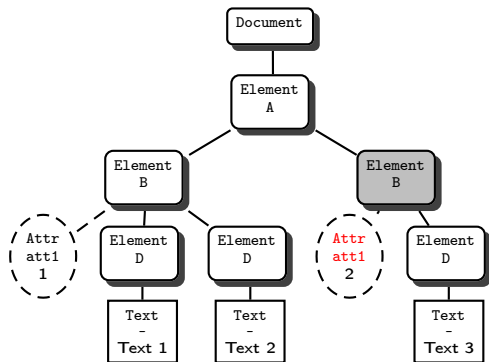 Document
Element
A
Element
B
Element
B
Attr
att1
1
Element
D
Element
D
Attr
att1
2
Element
D
Text
-
Text 1
Text
-
Text 2
Text
-
Text 3